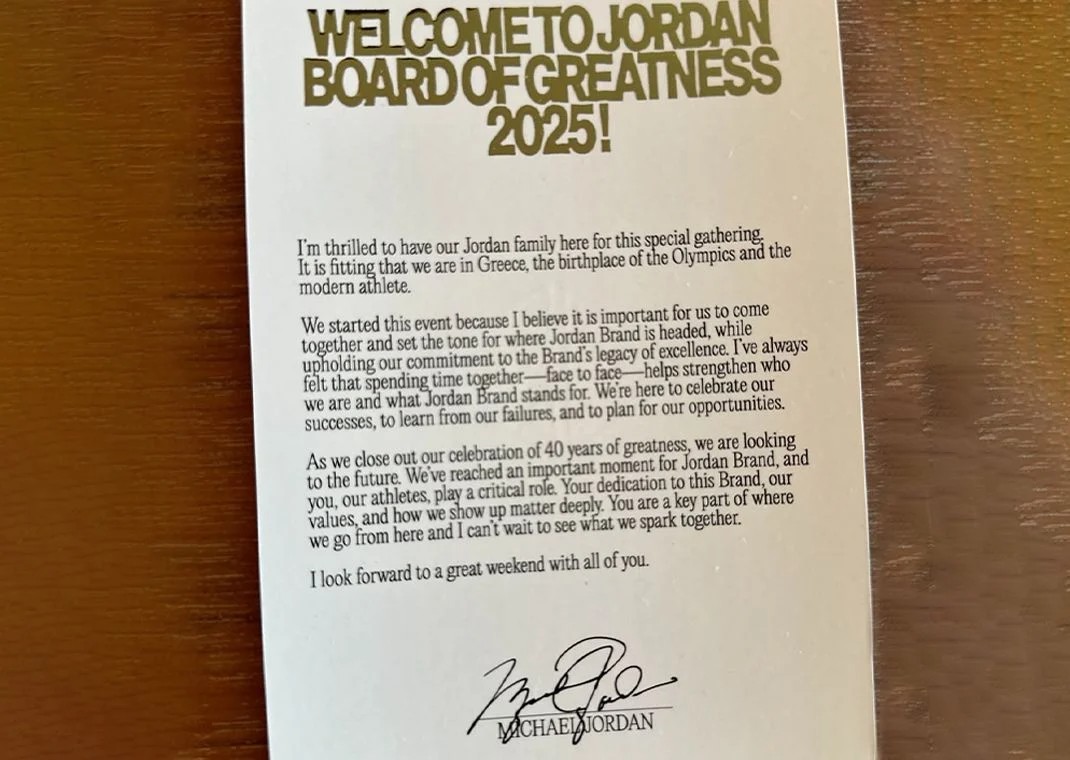 WELCOME TO JORDAN
BOARD OF GREATNESS
2025!
I'm thrilled to have our Jordan family here for this special gathering.
It is fitting that we are in Greece, the birthplace of the Olympics and the
modern athlete.
We started this event because I believe it is important for us to come
together and set the tone for where Jordan Brand is headed, while
upholding our commitment to the Brand's legacy of excellence. I've always
felt that spending time together—face to face—helps strengthen who
we are and what Jordan Brand stands for. We're here to celebrate our
successes, to learn from our failures, and to plan for our opportunities.
As we close out our celebration of 40 years of greatness, we are looking
to the future. We've reached an important moment for Jordan Brand, and
you, our athletes, play a critical role. Your dedication to this Brand, our
values, and how we show up matter deeply. You are a key part of where
we go from here and I can't wait to see what we spark together.
I look forward to a great weekend with all of you.
MICHAEL JORDAN